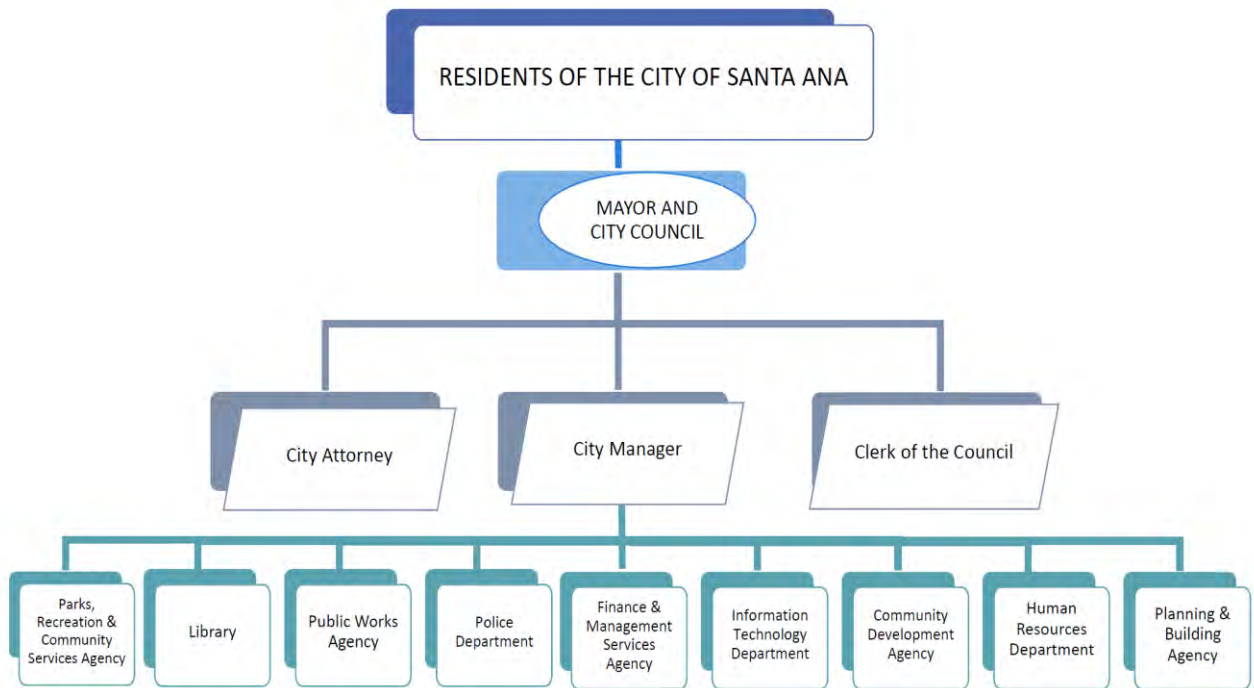 RESIDENTS OF THE CITY OF SANTA ANA
MAYOR AND
CITY COUNCIL
City Attorney
City Manager
Clerk of the Council
Parks,
Recreation &
Community
Services Agency
Library
Public Works
Agency
Police
Department
Finance &
Management
Services
Agency
Information
Technology
Department
Community
Development
Agency
Human
Resources
Department
Planning &
Building
Agency